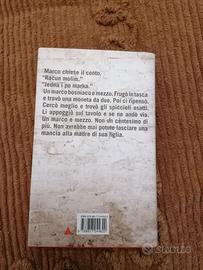 Marco chiese il conto.
"Račun molim."
"Jedna i po marka."
Un marco bosniaco e mezzo. Frugò in tasca
e trovò una moneta da due. Poi ci ripensò.
Cercò meglio e trovò gli spiccioli esatti.
Li appoggiò sul tavolo e se ne andò via.
Un marco e mezzo. Non un centesimo di
più. Non avrebbe mai potuto lasciare una
mancia alla madre di sua figlia.
subito